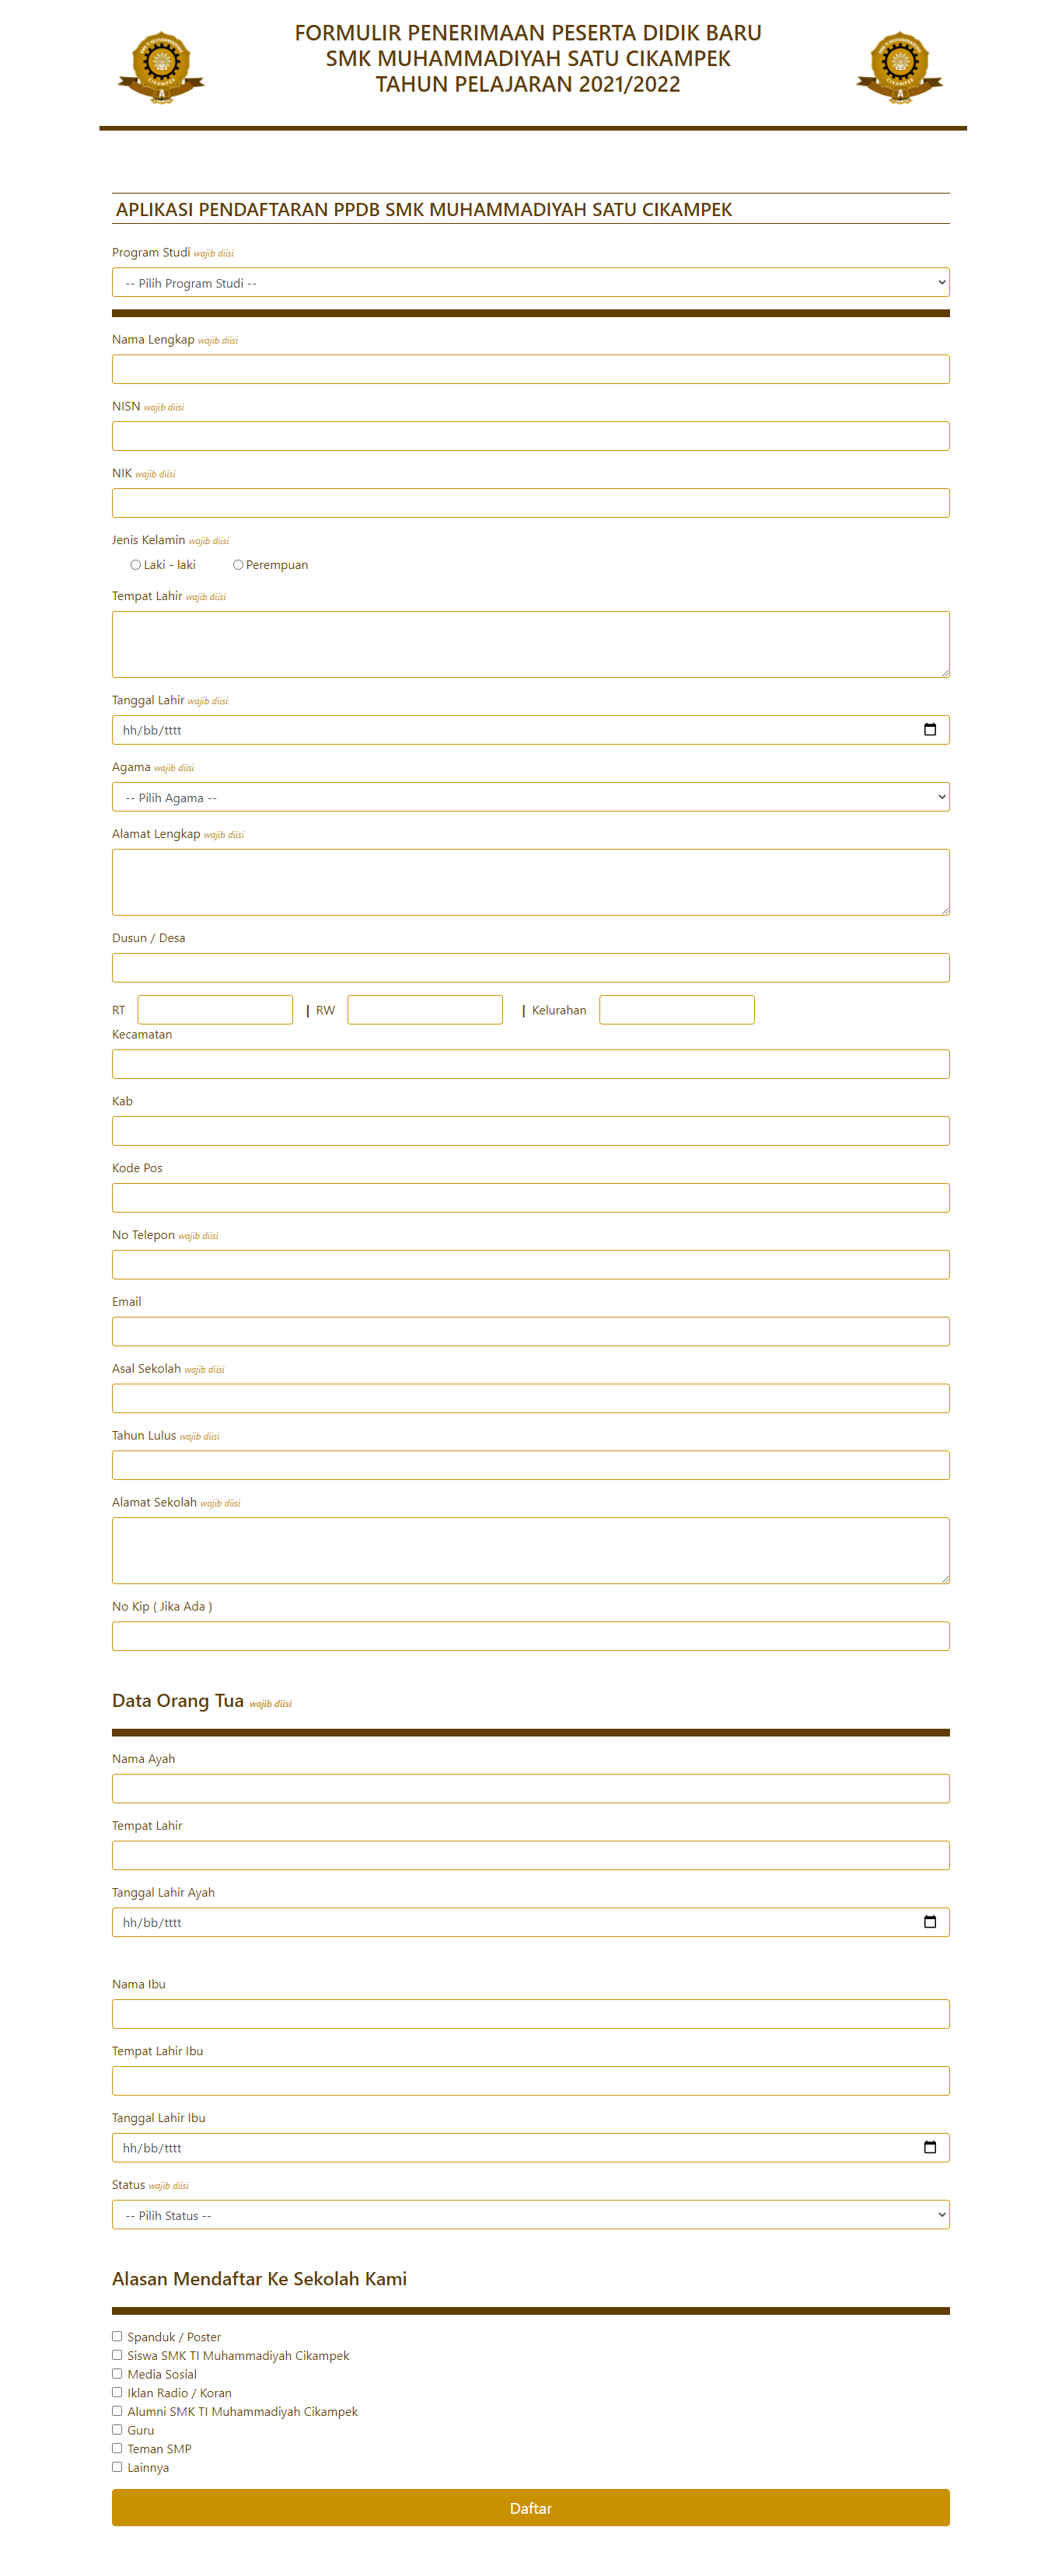 FORMULIR PENERIMAAN PESERTA DIDIK BARU
SMK MUHAMMADIYAH SATU CIKAMPEK
TAHUN PELAJARAN 2021/2022
APLIKASI PENDAFTARAN PPDB SMK MUHAMMADIYAH SATU CIKAMPEK
Program Studi wajib diisi
-- Pilih Program Studi --
Nama Lengkap wajib diisi
NISN wajib diisi
NIK wajib diisi
Jenis Kelamin wajib diisi
Laki - laki Perempuan
Tempat Lahir wajib diisi
Tanggal Lahir wajib diisi
hh/bb/tttt
Agama wajib diisi
-- Pilih Agama --
Alamat Lengkap wajib diisi
Dusun / Desa
RT | RW | Kelurahan
Kecamatan
Kab
Kode Pos
No Telepon wajib diisi
Email
Asal Sekolah wajib diisi
Tahun Lulus wajib diisi
Alamat Sekolah wajib diisi
No Kip ( Jika Ada )
Data Orang Tua wajib diisi
Nama Ayah
Tempat Lahir
Tanggal Lahir Ayah
hh/bb/tttt
Nama Ibu
Tempat Lahir Ibu
Tanggal Lahir Ibu
hh/bb/tttt
Status wajib diisi
-- Pilih Status --
Alasan Mendaftar Ke Sekolah Kami
Spanduk / Poster
Siswa SMK TI Muhammadiyah Cikampek
Media Sosial
Iklan Radio / Koran
Alumni SMK TI Muhammadiyah Cikampek
Guru
Teman SMP
Lainnya
Daftar